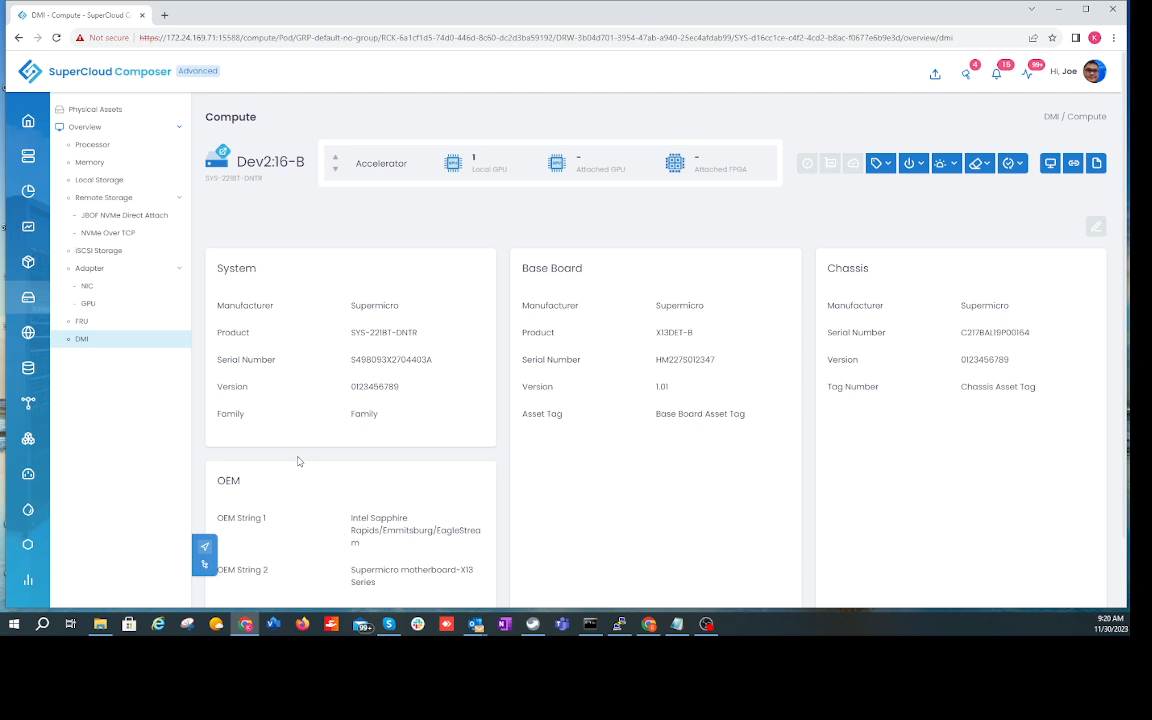 DMI - Compute - SuperCloud C
Not secure
https://172.24.169.71:15588/compute/Pod/GRP-default-no-group/RCK-6a1cf1d5-74d0-446d-8c60-dc2d3ba59192/DRW-3b04d701-3954-47ab-a940-25ec4afdab99/SYS-d16cc1ce-c4f2-4cd2-b8ac-f0677e6b9e3d/overview/dmi
SuperCloud Composer
Advanced
4
15
99+
Hi, Joe
Physical Assets
Overview
Processor
Memory
Local Storage
Remote Storage
JBOF NVMe Direct Attach
NVMe Over TCP
iSCSI Storage
Adapter
NIC
GPU
FRU
DMI
Compute
DMI / Compute
Dev2:16-B
SYS-221BT-DNTR
Accelerator
1
Local GPU
-
Attached GPU
-
Attached FPGA
System
Manufacturer Supermicro
Product SYS-221BT-DNTR
Serial Number S498093X2704403A
Version 0123456789
Family Family
Base Board
Manufacturer Supermicro
Product X13DET-B
Serial Number HM227S012347
Version 1.01
Asset Tag Base Board Asset Tag
Chassis
Manufacturer Supermicro
Serial Number C217BAL19P00164
Version 0123456789
Tag Number Chassis Asset Tag
OEM
OEM String 1 Intel Sapphire
Rapids/Emmitsburg/EagleStrea
m
OEM String 2 Supermicro motherboard-X13
Series
99+
9:20 AM
11/30/2023